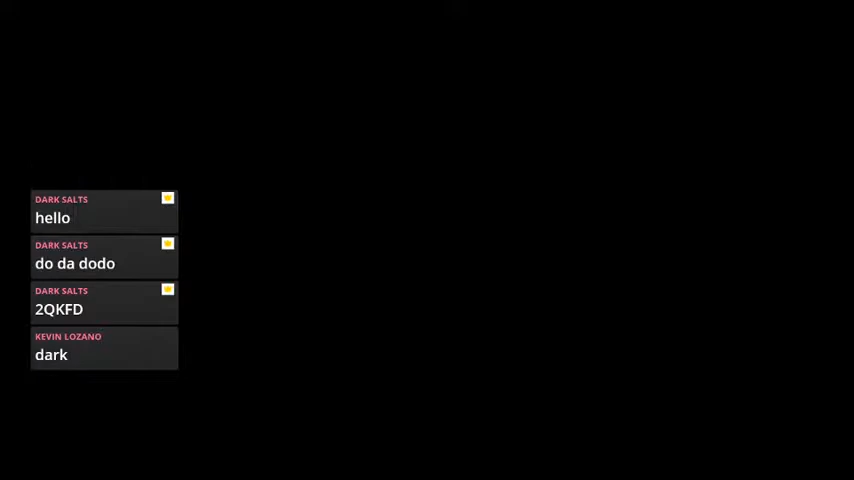 DARK SALTS
hello
DARK SALTS
do da dodo
DARK SALTS
2QKFD
KEVIN LOZANO
dark